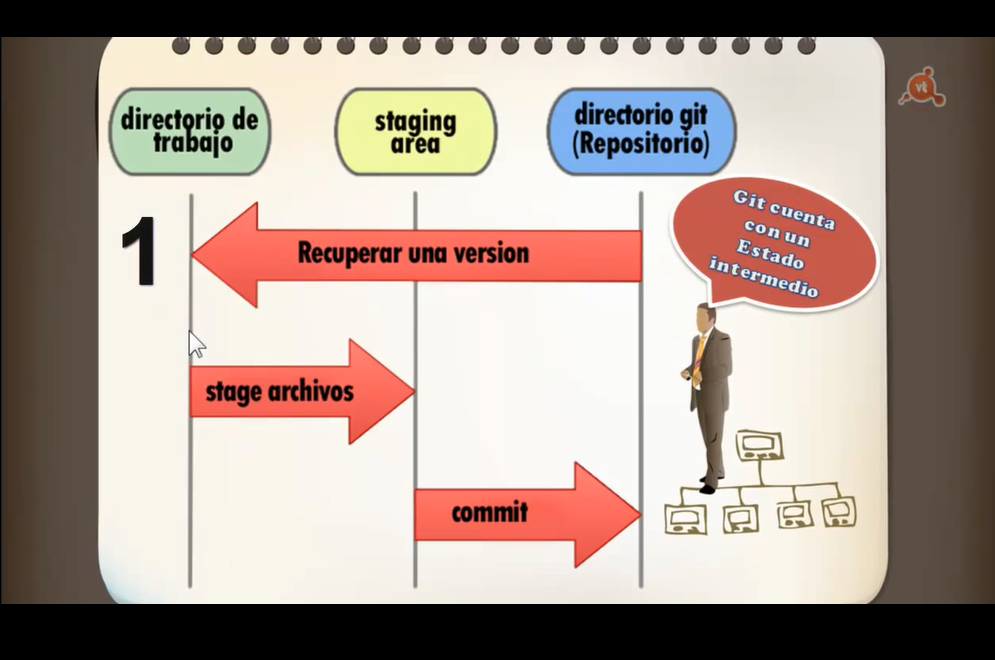 directorio de
trabajo
staging
area
directorio git
(Repositorio)
vt
1
Recuperar una version
Git cuenta
con un
Estado
intermedio
stage archivos
commit